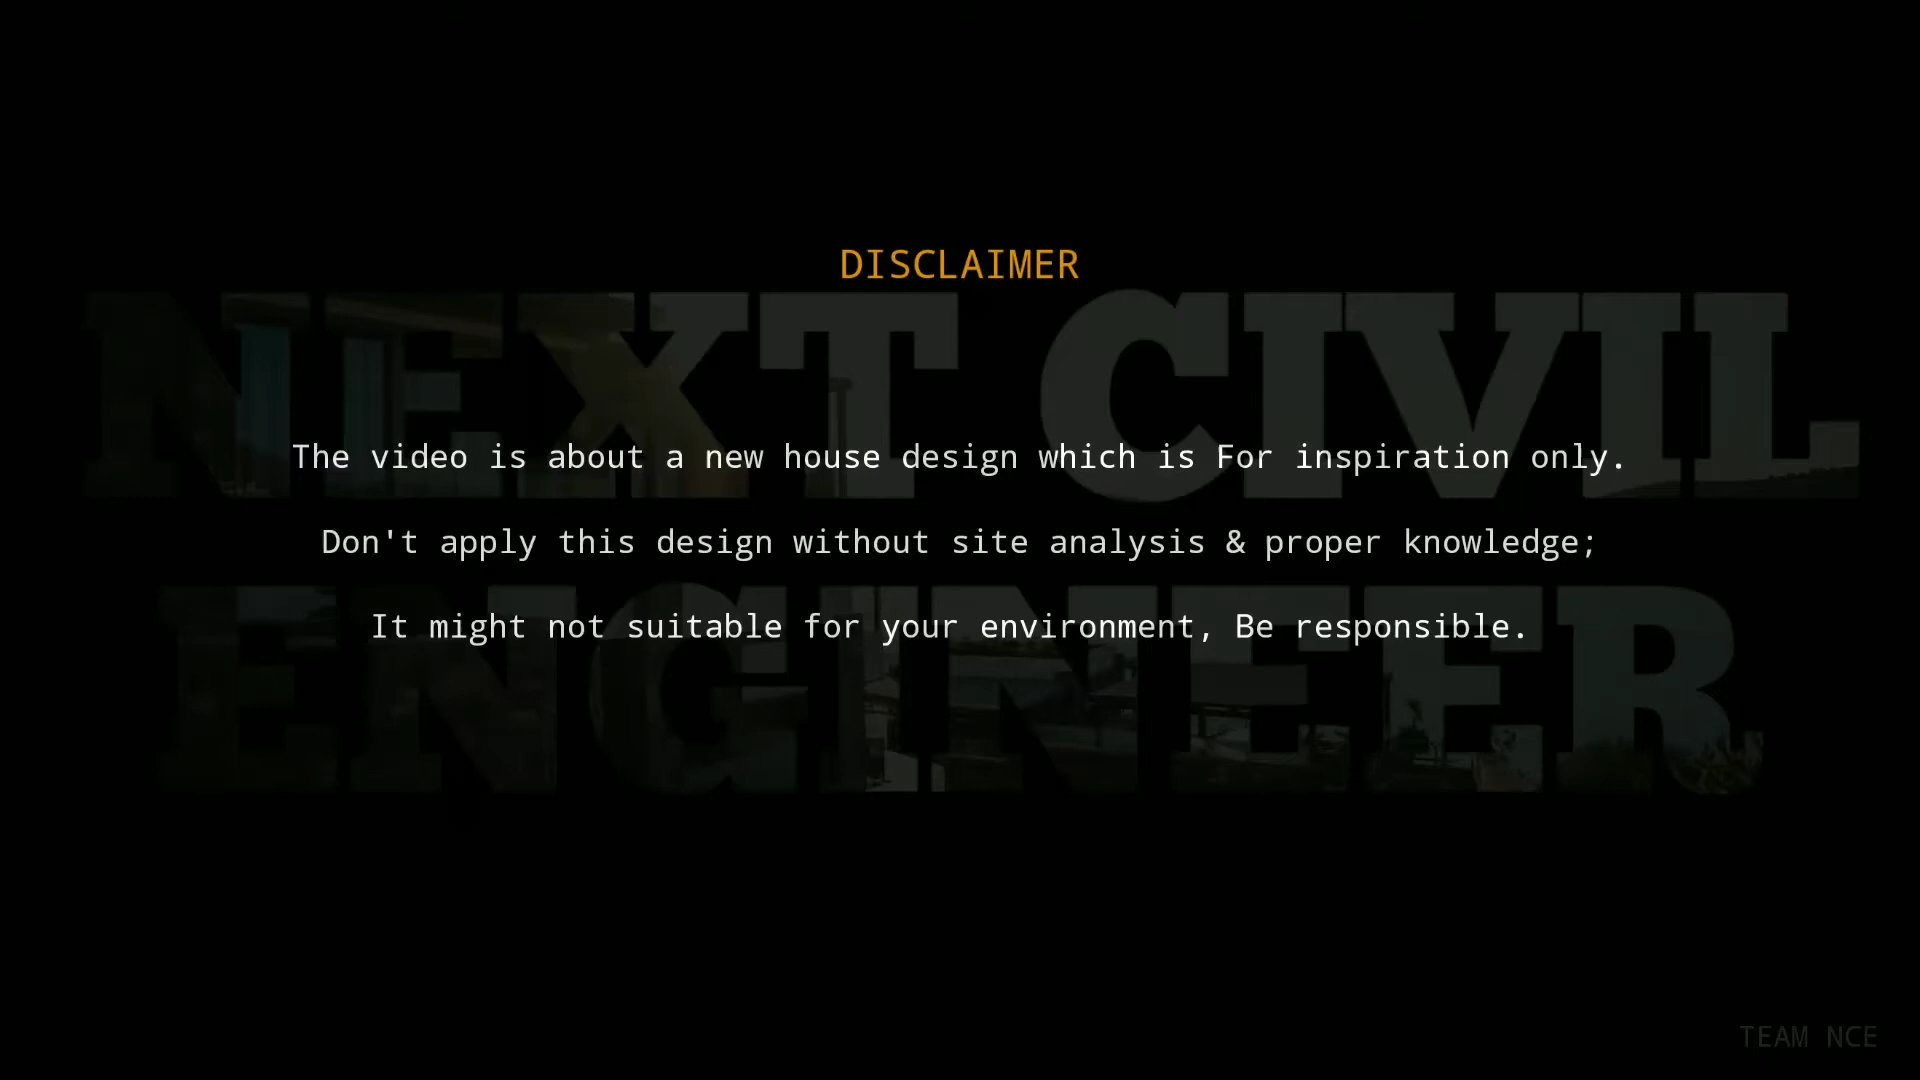 DISCLAIMER
NEXT CIVIL
The video is about a new house design which is For inspiration only.
Don't apply this design without site analysis & proper knowledge;
ENGINEER
It might not suitable for your environment, Be responsible.
TEAM NCE